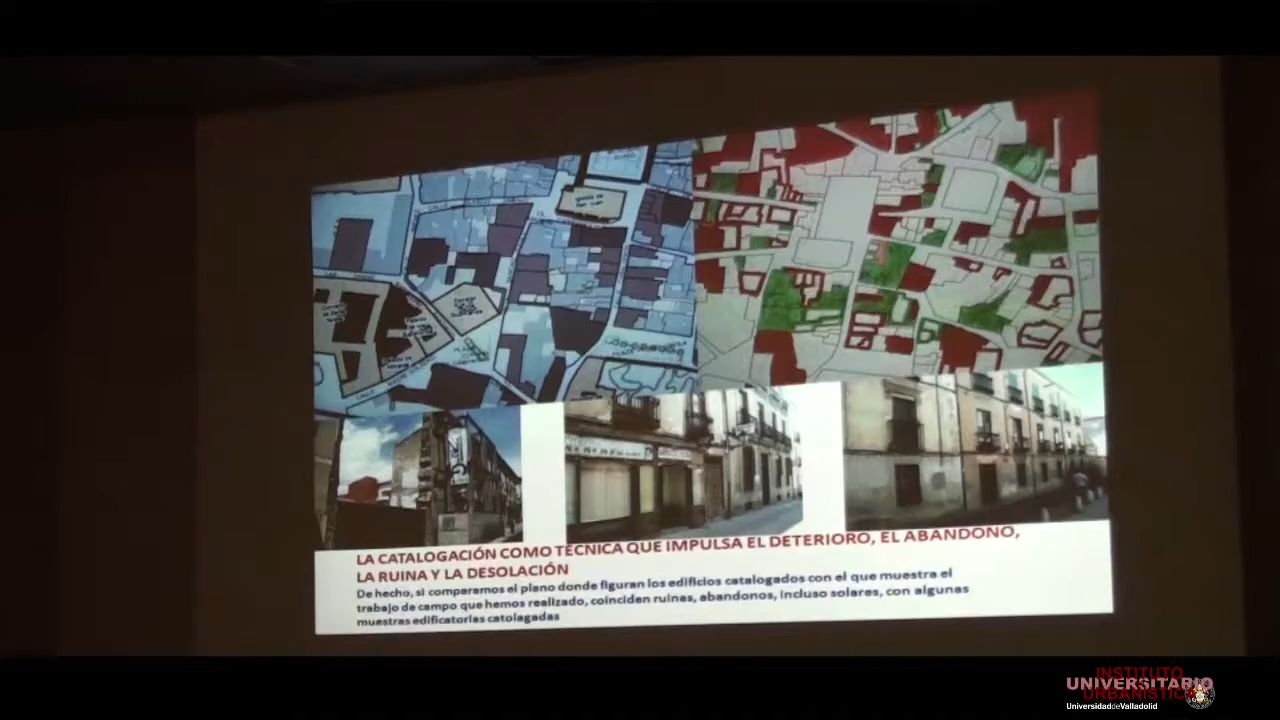 LA CATALOGACIÓN COMO TÉCNICA QUE IMPULSA EL DETERIORO, EL ABANDONO,
LA RUINA Y LA DESOLACIÓN
De hecho, si comparamos el plano donde figuran los edificios catalogados con el que muestra el
trabajo de campo que hemos realizado, coinciden ruinas, abandonos, incluso solares, con algunas
muestras edificatorias catolagadas
INSTITUTO
UNIVERSITARIO
URBANÍSTICA
UniversidaddeValladolid